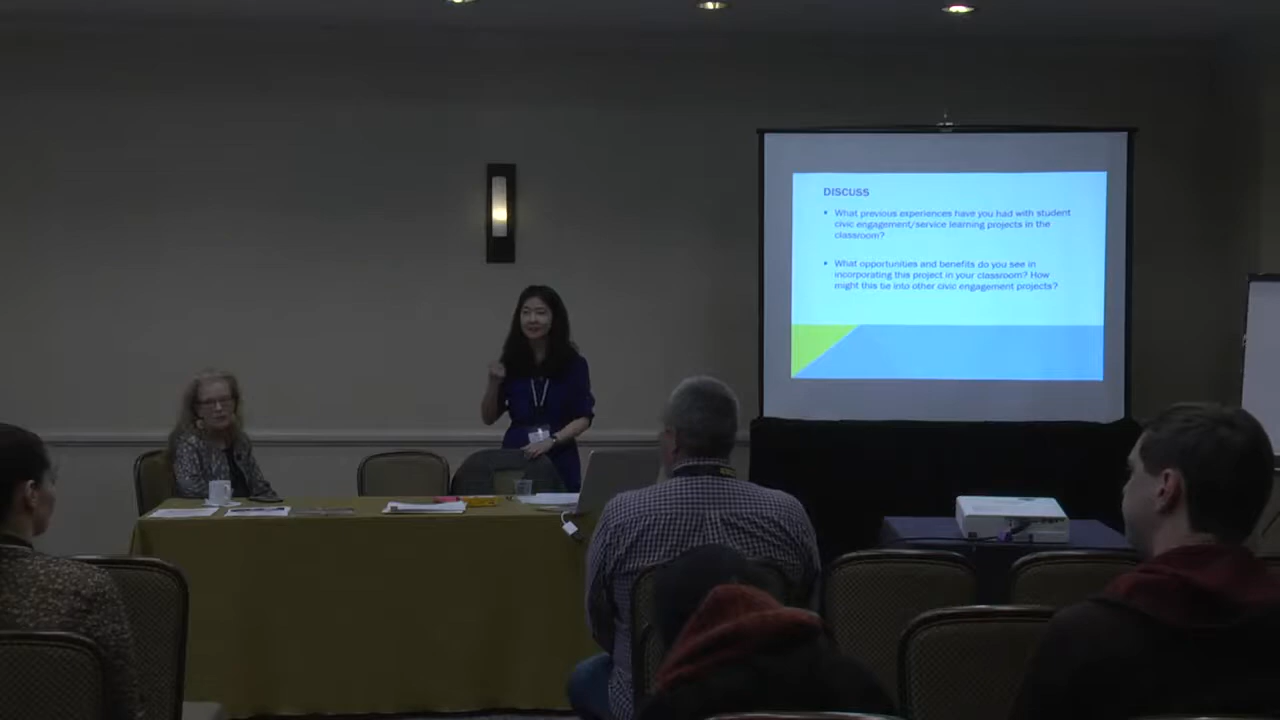 DISCUSS
▪ What previous experiences have you had with student
civic engagement/service learning projects in the
classroom?
▪ What opportunities and benefits do you see in
incorporating this project in your classroom? How
might this tie into other civic engagement projects?